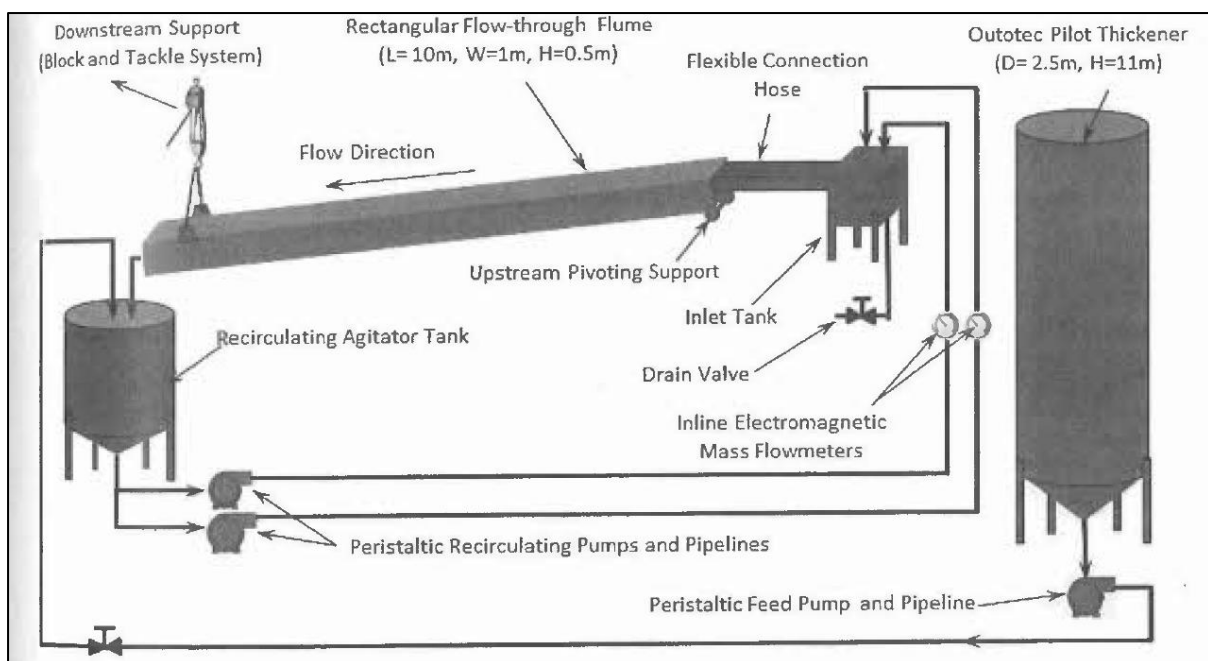 Downstream Support
(Block and Tackle System)
Rectangular Flow-through Flume
(L= 10m, W=1m, H=0.5m)
Flexible Connection
Hose
Outotec Pilot Thickener
(D= 2.5m, H=11m)
Flow Direction
Upstream Pivoting Support
Inlet Tank
Recirculating Agitator Tank
Drain Valve
Inline Electromagnetic
Mass Flowmeters
Peristaltic Recirculating Pumps and Pipelines
Peristaltic Feed Pump and Pipeline